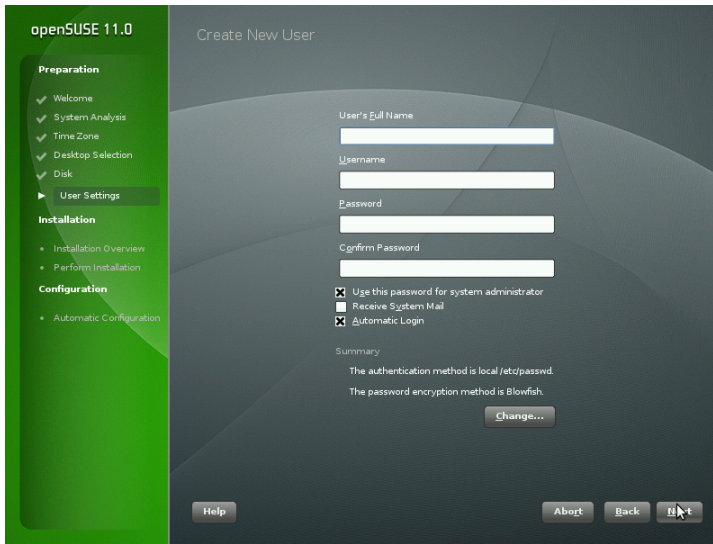 openSUSE 11.0
Preparation
Welcome
System Analysis
Time Zone
Desktop Selection
Disk
User Settings
Installation
Installation Overview
Perform Installation
Configuration
Automatic Configuration
Create New User
User's Full Name
Username
Password
Confirm Password
Use this password for system administrator
Receive System Mail
Automatic Login
Summary
The authentication method is local /etc/passwd.
The password encryption method is Blowfish.
Change...
Help
Abort
Back
Next